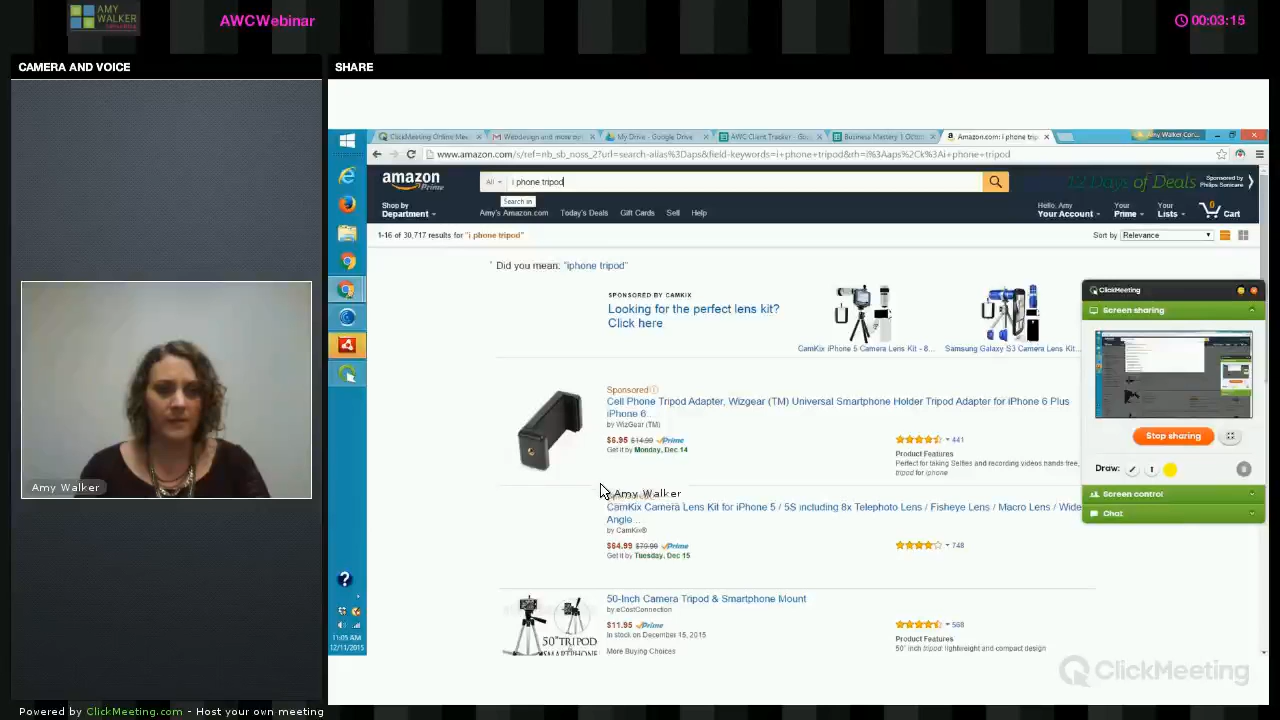 AMY WALKER
AWCWebinar
00:03:15
CAMERA AND VOICE
SHARE
ClickMeeting Online Mee
Webdesign and more opt
My Drive - Google Drive
AWC Client Tracker - Goo
Business Mastery 1 Octo
Amazon.com: i phone trip
www.amazon.com/s/ref=nb_sb_noss_2?url=search-alias%3Daps&field-keywords=i+phone+tripod&rh=i%3Aaps%2Ck%3Ai+phone+tripod
amazon Prime
All
i phone tripod
12 Days of Deals
Sponsored by
Philips Sonicare
Search in
Shop by
Department
Amy's Amazon.com Today's Deals Gift Cards Sell Help
Hello, Amy
Your Account
Your
Prime
Your
Lists
0
Cart
1-16 of 30,717 results for "i phone tripod"
Sort by Relevance
Did you mean: "iphone tripod"
SPONSORED BY CAMKIX
Looking for the perfect lens kit?
Click here
CamKix iPhone 5 Camera Lens Kit - 8...
Samsung Galaxy S3 Camera Lens Kit...
Sponsored
Cell Phone Tripod Adapter, Wizgear (TM) Universal Smartphone Holder Tripod Adapter for iPhone 6 Plus
iPhone 6...
by WizGear (TM)
$6.95 $14.99 Prime
Get it by Monday, Dec 14
441
Product Features
Perfect for taking Selfies and recording videos hands free,
tripod for iphone
Amy Walker
CamKix Camera Lens Kit for iPhone 5 / 5S including 8x Telephoto Lens / Fisheye Lens / Macro Lens / Wide
Angle...
by CamKix®
$64.99 $79.99 Prime
Get it by Tuesday, Dec 15
748
50-Inch Camera Tripod & Smartphone Mount
by eCostConnection
$11.95 Prime
In stock on December 15, 2015
More Buying Choices
568
Product Features
50" inch tripod lightweight and compact design
50"TRIPOD
ClickMeeting
Screen sharing
Stop sharing
Draw:
T
Screen control
Chat
Amy Walker
11:05 AM
12/11/2015
ClickMeeting
Powered by ClickMeeting.com - Host your own meeting